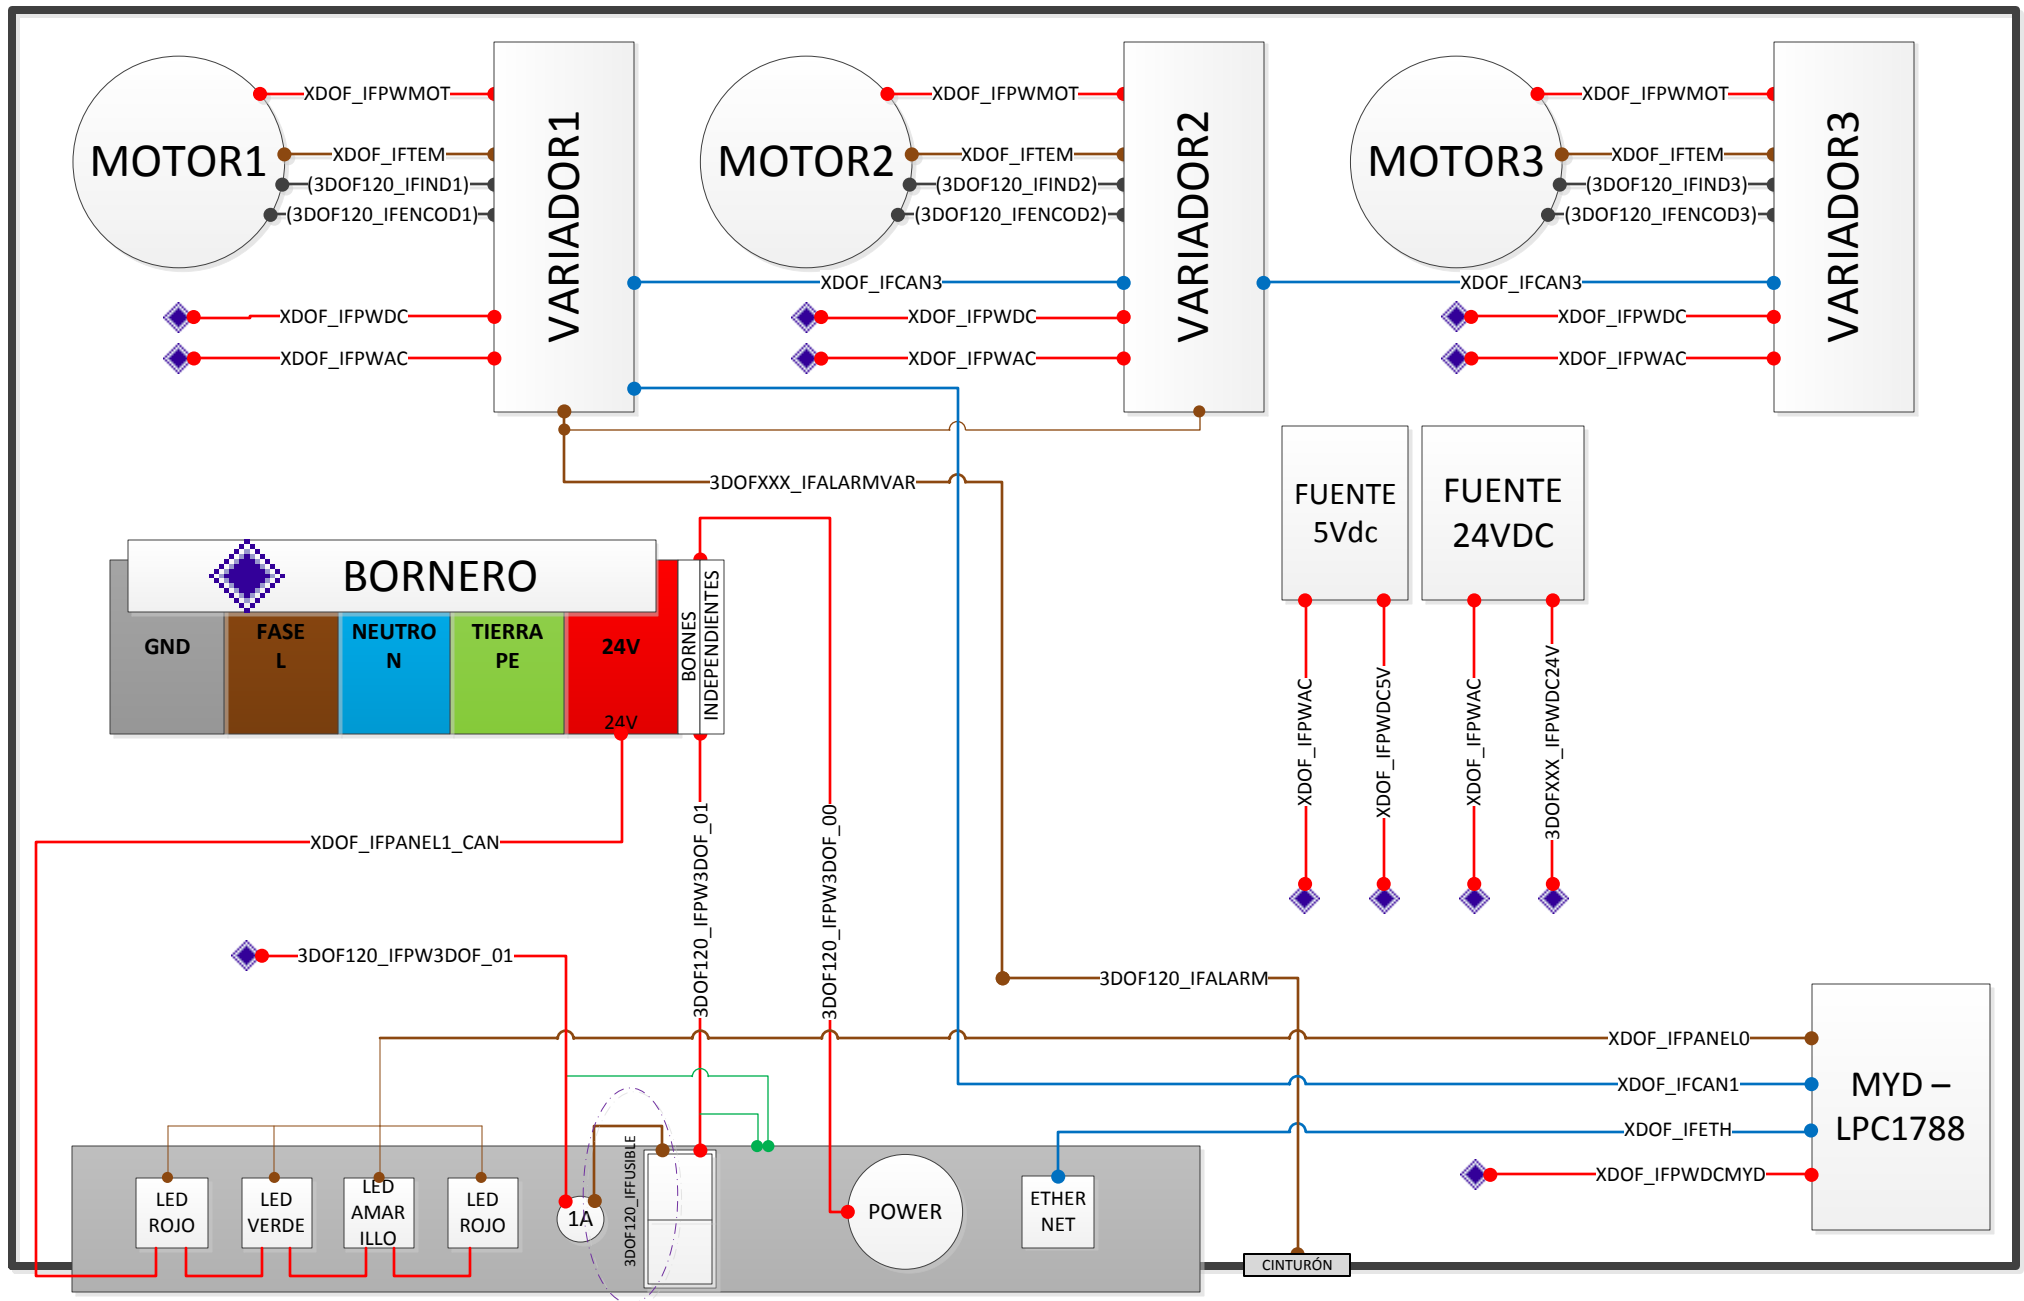 XDOF_IFPWMOT
XDOF_IFPWMOT
XDOF_IFPWMOT
MOTOR1
XDOF_IFTEM
(3DOF120_IFIND1)
(3DOF120_IFENCOD1)
VARIADOR1
MOTOR2
XDOF_IFTEM
(3DOF120_IFIND2)
(3DOF120_IFENCOD2)
VARIADOR2
MOTOR3
XDOF_IFTEM
(3DOF120_IFIND3)
(3DOF120_IFENCOD3)
VARIADOR3
XDOF_IFCAN3
XDOF_IFCAN3
XDOF_IFPWDC
XDOF_IFPWDC
XDOF_IFPWDC
XDOF_IFPWAC
XDOF_IFPWAC
XDOF_IFPWAC
3DOFXXX_IFALARMVAR
FUENTE
5Vdc
FUENTE
24VDC
BORNERO
GND
FASE
L
NEUTRO
N
TIERRA
PE
24V
24V
BORNES
INDEPENDIENTES
XDOF_IFPWAC
XDOF_IFPWDC5V
XDOF_IFPWAC
3DOFXXX_IFPWDC24V
XDOF_IFPANEL1_CAN
3DOF120_IFPW3DOF_01
3DOF120_IFPW3DOF_00
3DOF120_IFPW3DOF_01
3DOF120_IFALARM
XDOF_IFPANEL0
XDOF_IFCAN1
XDOF_IFETH
XDOF_IFPWDCMYD
MYD –
LPC1788
LED
ROJO
LED
VERDE
LED
AMAR
ILLO
LED
ROJO
1A
3DOF120_IFFUSIBLE
POWER
ETHER
NET
CINTURÓN